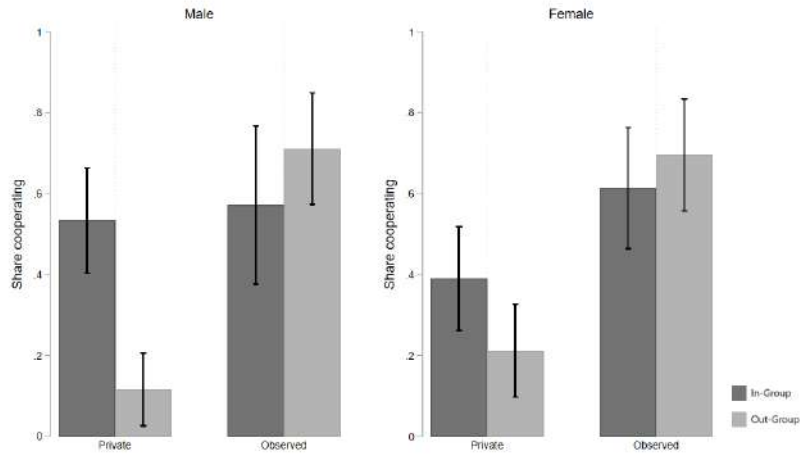 Male
Female
Share cooperating
1
.8
.6
.4
.2
0
Private
Observed
Share cooperating
1
.8
.6
.4
.2
0
Private
Observed
In-Group
Out-Group